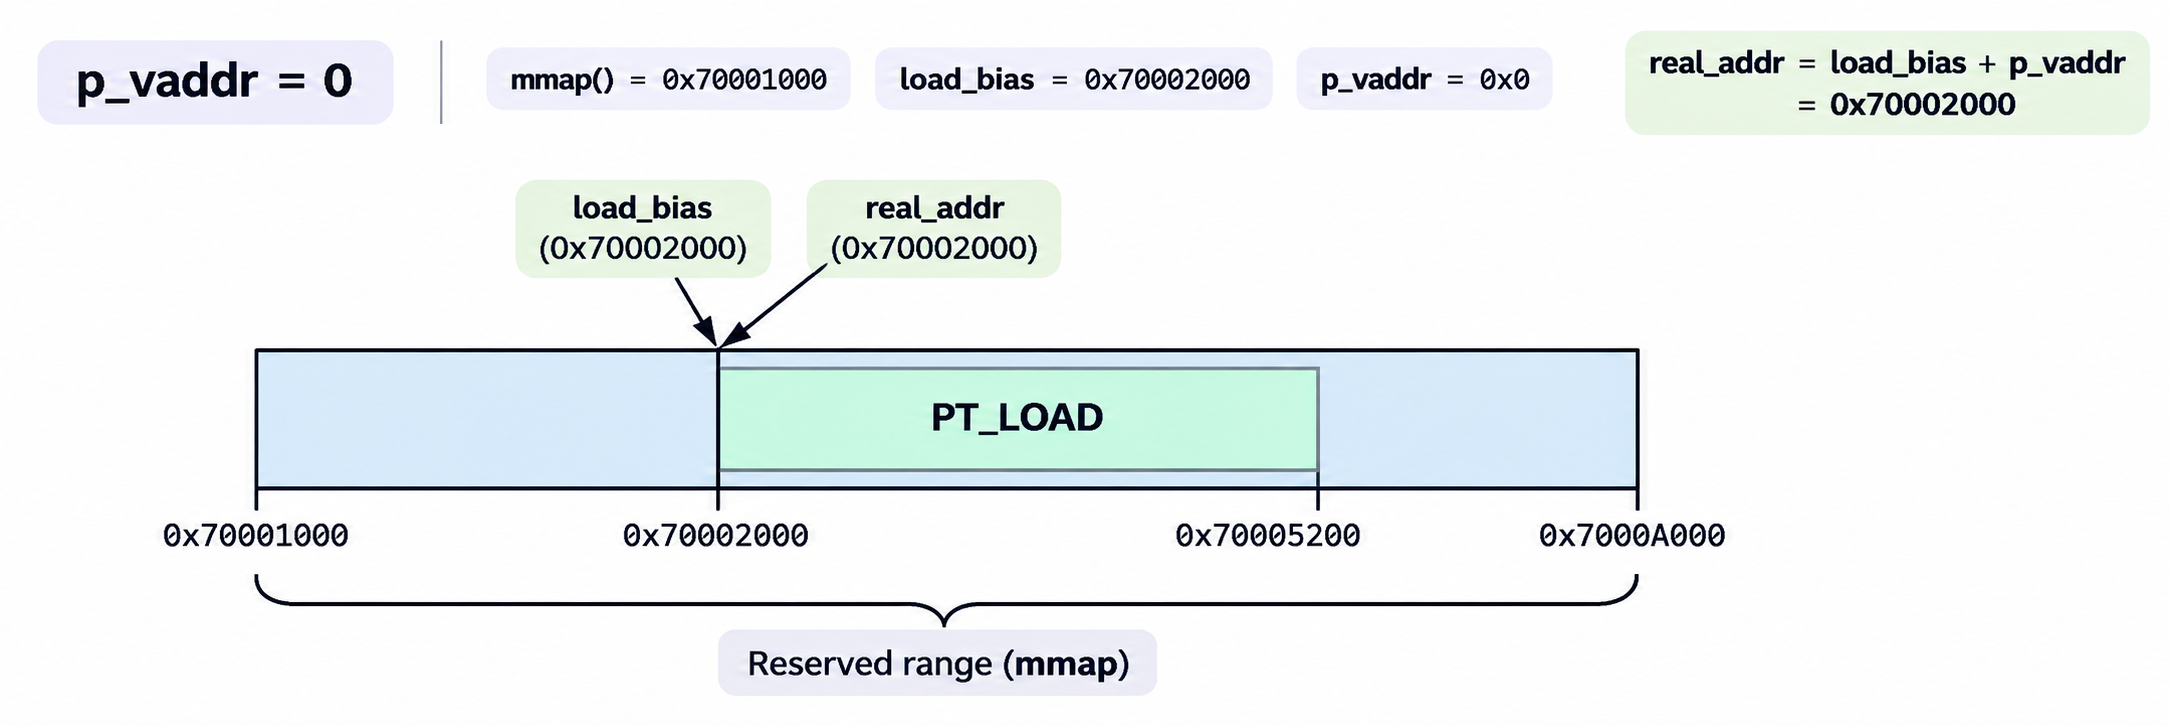 p_vaddr = 0
mmap() = 0x70001000
load_bias = 0x70002000
p_vaddr = 0x0
real_addr = load_bias + p_vaddr
= 0x70002000
load_bias
(0x70002000)
real_addr
(0x70002000)
PT_LOAD
0x70001000
0x70002000
0x70005200
0x7000A000
Reserved range (mmap)